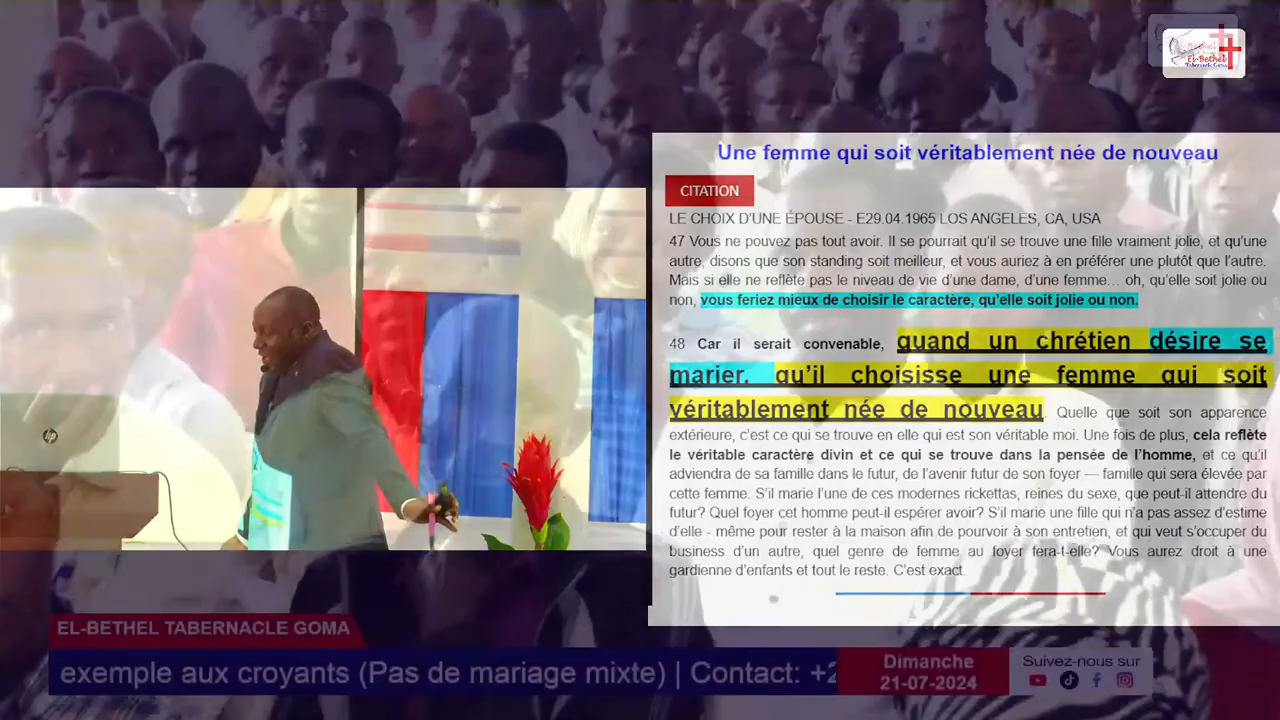 El-Bethel
Tabernacle Goma
Une femme qui soit véritablement née de nouveau
CITATION
LE CHOIX D'UNE ÉPOUSE - E29.04.1965 LOS ANGELES, CA, USA
47 Vous ne pouvez pas tout avoir. Il se pourrait qu'il se trouve une fille vraiment jolie, et qu'une
autre, disons que son standing soit meilleur, et vous auriez à en préférer une plutôt que l'autre.
Mais si elle ne reflète pas le niveau de vie d'une dame, d'une femme… oh, qu'elle soit jolie ou
non, vous feriez mieux de choisir le caractère, qu'elle soit jolie ou non.
48 Car il serait convenable, quand un chrétien désire se
marier, qu'il choisisse une femme qui soit
véritablement née de nouveau. Quelle que soit son apparence
extérieure, c'est ce qui se trouve en elle qui est son véritable moi. Une fois de plus, cela reflète
le véritable caractère divin et ce qui se trouve dans la pensée de l'homme, et ce qu'il
adviendra de sa famille dans le futur, de l'avenir futur de son foyer — famille qui sera élevée par
cette femme. S'il marie l'une de ces modernes rickettas, reines du sexe, que peut-il attendre du
futur? Quel foyer cet homme peut-il espérer avoir? S'il marie une fille qui n'a pas assez d'estime
d'elle - même pour rester à la maison afin de pourvoir à son entretien, et qui veut s'occuper du
business d'un autre, quel genre de femme au foyer fera-t-elle? Vous aurez droit à une
gardienne d'enfants et tout le reste. C'est exact.
hp
EL-BETHEL TABERNACLE GOMA
exemple aux croyants (Pas de mariage mixte) | Contact: +2
Dimanche
21-07-2024
Suivez-nous sur